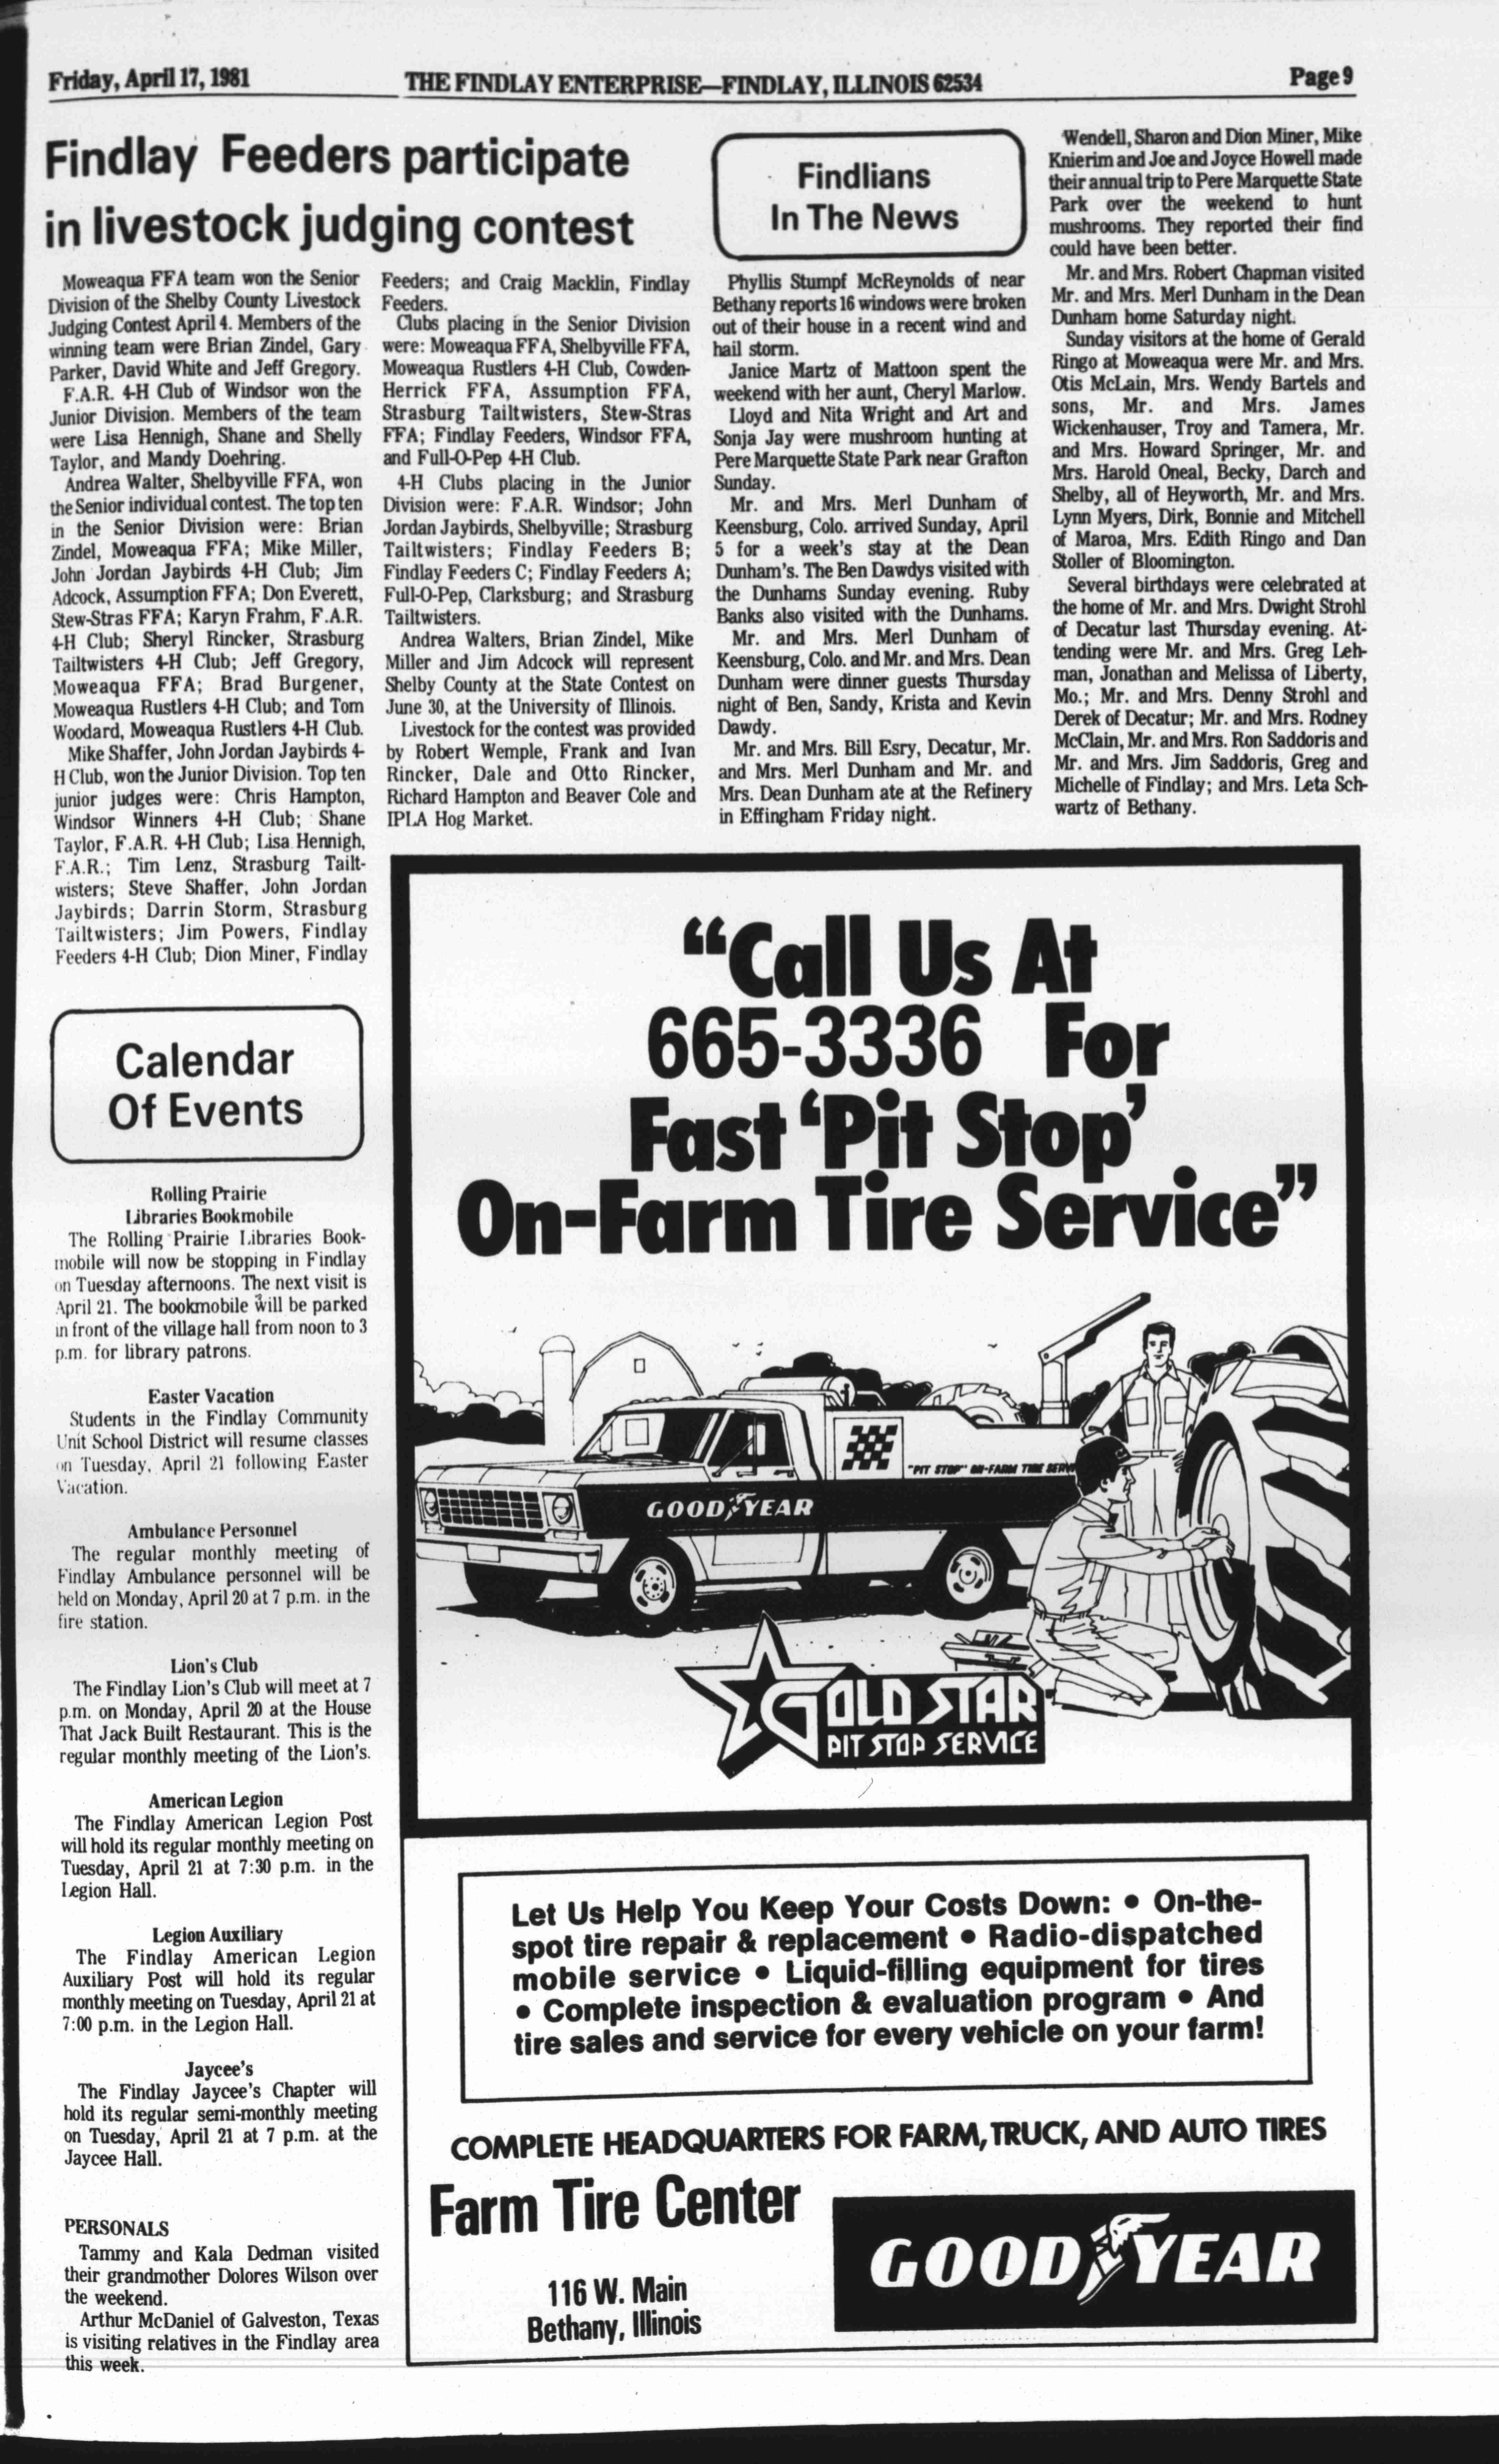 Friday, April 17, 1981
THE FINDLAY ENTERPRISE—FINDLAY, ILLINOIS 62534
Page 9
Findlay Feeders participate
in livestock judging contest
Moweaqua FFA team won the Senior
Division of the Shelby County Livestock
Judging Contest April 4. Members of the
winning team were Brian Zindel, Gary
Parker, David White and Jeff Gregory.
F.A.R. 4-H Club of Windsor won the
Junior Division. Members of the team
were Lisa Hennigh, Shane and Shelly
Taylor, and Mandy Doehring.
Andrea Walter, Shelbyville FFA, won
the Senior individual contest. The top ten
in the Senior Division were: Brian
Zindel, Moweaqua FFA; Mike Miller,
John Jordan Jaybirds 4-H Club; Jim
Adcock, Assumption FFA; Don Everett,
Stew-Stras FFA; Karyn Frahm, F.A.R.
4-H Club; Sheryl Rincker, Strasburg
Tailtwisters 4-H Club; Jeff Gregory,
Moweaqua FFA; Brad Burgener,
Moweaqua Rustlers 4-H Club; and Tom
Woodard, Moweaqua Rustlers 4-H Club.
Mike Shaffer, John Jordan Jaybirds 4-
H Club, won the Junior Division. Top ten
junior judges were: Chris Hampton,
Windsor Winners 4-H Club; Shane
Taylor, F.A.R. 4-H Club; Lisa Hennigh,
F.A.R.; Tim Lenz, Strasburg Tailt-
wisters; Steve Shaffer, John Jordan
Jaybirds; Darrin Storm, Strasburg
Tailtwisters; Jim Powers, Findlay
Feeders 4-H Club; Dion Miner, Findlay
Feeders; and Craig Macklin, Findlay
Feeders.
Clubs placing in the Senior Division
were: Moweaqua FFA, Shelbyville FFA,
Moweaqua Rustlers 4-H Club, Cowden-
Herrick FFA, Assumption FFA,
Strasburg Tailtwisters, Stew-Stras
FFA; Findlay Feeders, Windsor FFA,
and Full-O-Pep 4-H Club.
4-H Clubs placing in the Junior
Division were: F.A.R. Windsor; John
Jordan Jaybirds, Shelbyville; Strasburg
Tailtwisters; Findlay Feeders B;
Findlay Feeders C; Findlay Feeders A;
Full-O-Pep, Clarksburg; and Strasburg
Tailtwisters.
Andrea Walters, Brian Zindel, Mike
Miller and Jim Adcock will represent
Shelby County at the State Contest on
June 30, at the University of Illinois.
Livestock for the contest was provided
by Robert Wemple, Frank and Ivan
Rincker, Dale and Otto Rincker,
Richard Hampton and Beaver Cole and
IPLA Hog Market.
Findlians
In The News
Phyllis Stumpf McReynolds of near
Bethany reports 16 windows were broken
out of their house in a recent wind and
hail storm.
Janice Martz of Mattoon spent the
weekend with her aunt, Cheryl Marlow.
Lloyd and Nita Wright and Art and
Sonja Jay were mushroom hunting at
Pere Marquette State Park near Grafton
Sunday.
Mr. and Mrs. Merl Dunham of
Keensburg, Colo. arrived Sunday, April
5 for a week's stay at the Dean
Dunham's. The Ben Dawdys visited with
the Dunhams Sunday evening. Ruby
Banks also visited with the Dunhams.
Mr. and Mrs. Merl Dunham of
Keensburg, Colo. and Mr. and Mrs. Dean
Dunham were dinner guests Thursday
night of Ben, Sandy, Krista and Kevin
Dawdy.
Mr. and Mrs. Bill Esry, Decatur, Mr.
and Mrs. Merl Dunham and Mr. and
Mrs. Dean Dunham ate at the Refinery
in Effingham Friday night.
Wendell, Sharon and Dion Miner, Mike
Knierim and Joe and Joyce Howell made
their annual trip to Pere Marquette State
Park over the weekend to hunt
mushrooms. They reported their find
could have been better.
Mr. and Mrs. Robert Chapman visited
Mr. and Mrs. Merl Dunham in the Dean
Dunham home Saturday night.
Sunday visitors at the home of Gerald
Ringo at Moweaqua were Mr. and Mrs.
Otis McLain, Mrs. Wendy Bartels and
sons, Mr. and Mrs. James
Wickenhauser, Troy and Tamera, Mr.
and Mrs. Howard Springer, Mr. and
Mrs. Harold Oneal, Becky, Darch and
Shelby, all of Heyworth, Mr. and Mrs.
Lynn Myers, Dirk, Bonnie and Mitchell
of Maroa, Mrs. Edith Ringo and Dan
Stoller of Bloomington.
Several birthdays were celebrated at
the home of Mr. and Mrs. Dwight Strohl
of Decatur last Thursday evening. At-
tending were Mr. and Mrs. Greg Leh-
man, Jonathan and Melissa of Liberty,
Mo.; Mr. and Mrs. Denny Strohl and
Derek of Decatur; Mr. and Mrs. Rodney
McClain, Mr. and Mrs. Ron Saddoris and
Mr. and Mrs. Jim Saddoris, Greg and
Michelle of Findlay; and Mrs. Leta Sch-
wartz of Bethany.
Calendar
Of Events
Rolling Prairie
Libraries Bookmobile
The Rolling Prairie Libraries Book-
mobile will now be stopping in Findlay
on Tuesday afternoons. The next visit is
April 21. The bookmobile will be parked
in front of the village hall from noon to 3
p.m. for library patrons.
Easter Vacation
Students in the Findlay Community
Unit School District will resume classes
on Tuesday, April 21 following Easter
Vacation.
Ambulance Personnel
The regular monthly meeting of
Findlay Ambulance personnel will be
held on Monday, April 20 at 7 p.m. in the
fire station.
Lion's Club
The Findlay Lion's Club will meet at 7
p.m. on Monday, April 20 at the House
That Jack Built Restaurant. This is the
regular monthly meeting of the Lion's.
American Legion
The Findlay American Legion Post
will hold its regular monthly meeting on
Tuesday, April 21 at 7:30 p.m. in the
Legion Hall.
Legion Auxiliary
The Findlay American Legion
Auxiliary Post will hold its regular
monthly meeting on Tuesday, April 21 at
7:00 p.m. in the Legion Hall.
Jaycee's
The Findlay Jaycee's Chapter will
hold its regular semi-monthly meeting
on Tuesday, April 21 at 7 p.m. at the
Jaycee Hall.
PERSONALS
Tammy and Kala Dedman visited
their grandmother Dolores Wilson over
the weekend.
Arthur McDaniel of Galveston, Texas
is visiting relatives in the Findlay area
this week.
"Call Us At
665-3336 For
Fast 'Pit Stop'
On-Farm Tire Service"
"PIT STOP" ON-FARM TIRE SERV
GOODYEAR
GOLD STAR
PIT STOP SERVICE
Let Us Help You Keep Your Costs Down: • On-the-
spot tire repair & replacement • Radio-dispatched
mobile service • Liquid-filling equipment for tires
• Complete inspection & evaluation program • And
tire sales and service for every vehicle on your farm!
COMPLETE HEADQUARTERS FOR FARM, TRUCK, AND AUTO TIRES
Farm Tire Center
116 W. Main
Bethany, Illinois
GOODYEAR